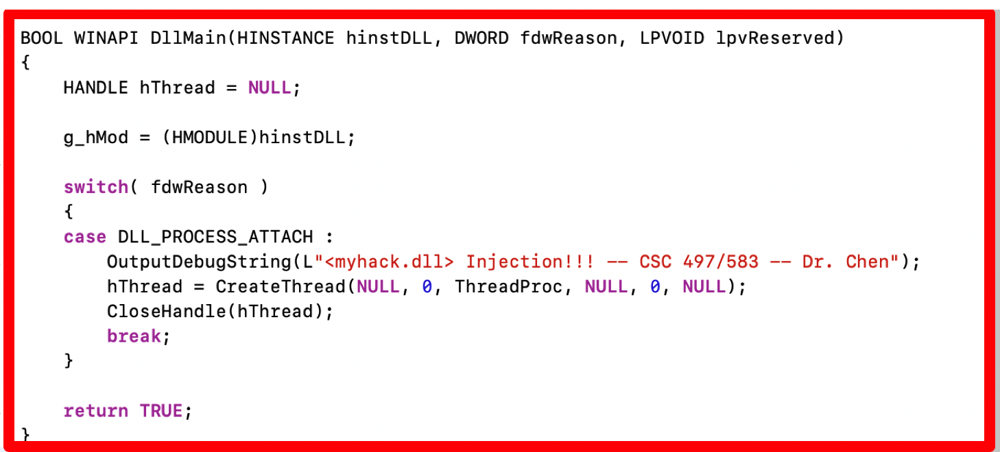 BOOL WINAPI DllMain(HINSTANCE hinstDLL, DWORD fdwReason, LPVOID lpvReserved)
{
    HANDLE hThread = NULL;
    g_hMod = (HMODULE)hinstDLL;
    switch( fdwReason )
    {
    case DLL_PROCESS_ATTACH :
        OutputDebugString(L"<myhack.dll> Injection!!! -- CSC 497/583 -- Dr. Chen");
        hThread = CreateThread(NULL, 0, ThreadProc, NULL, 0, NULL);
        CloseHandle(hThread);
        break;
    }
    return TRUE;
}